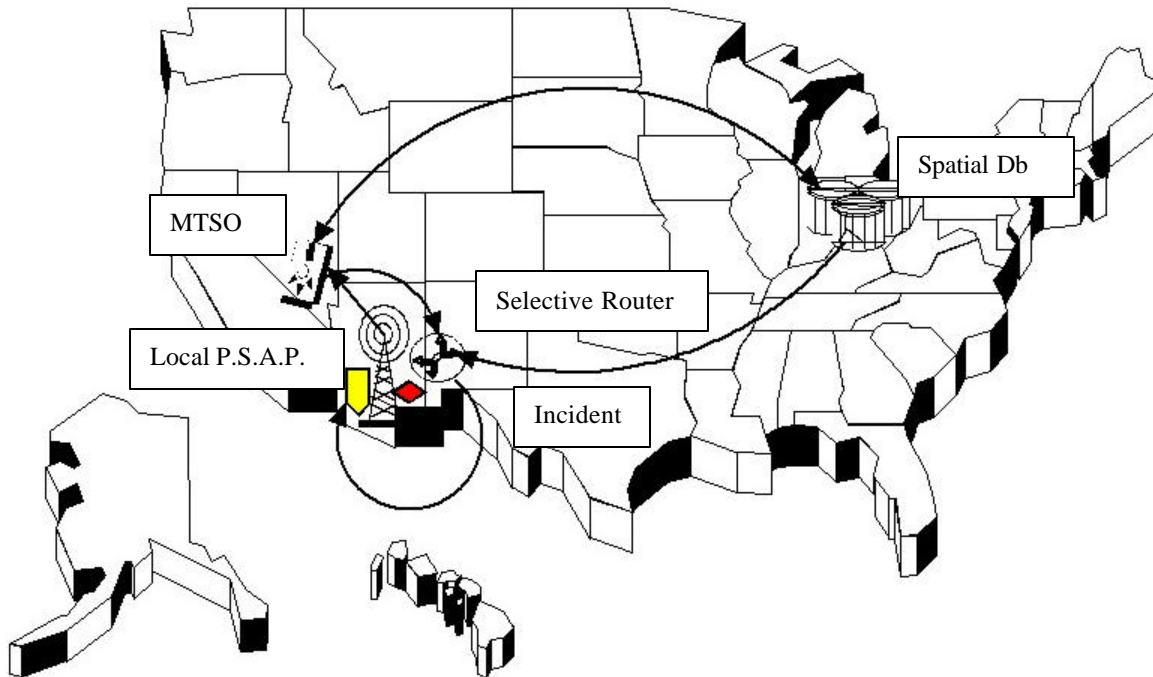 Spatial Db
MTSO
Selective Router
Local P.S.A.P.
Incident